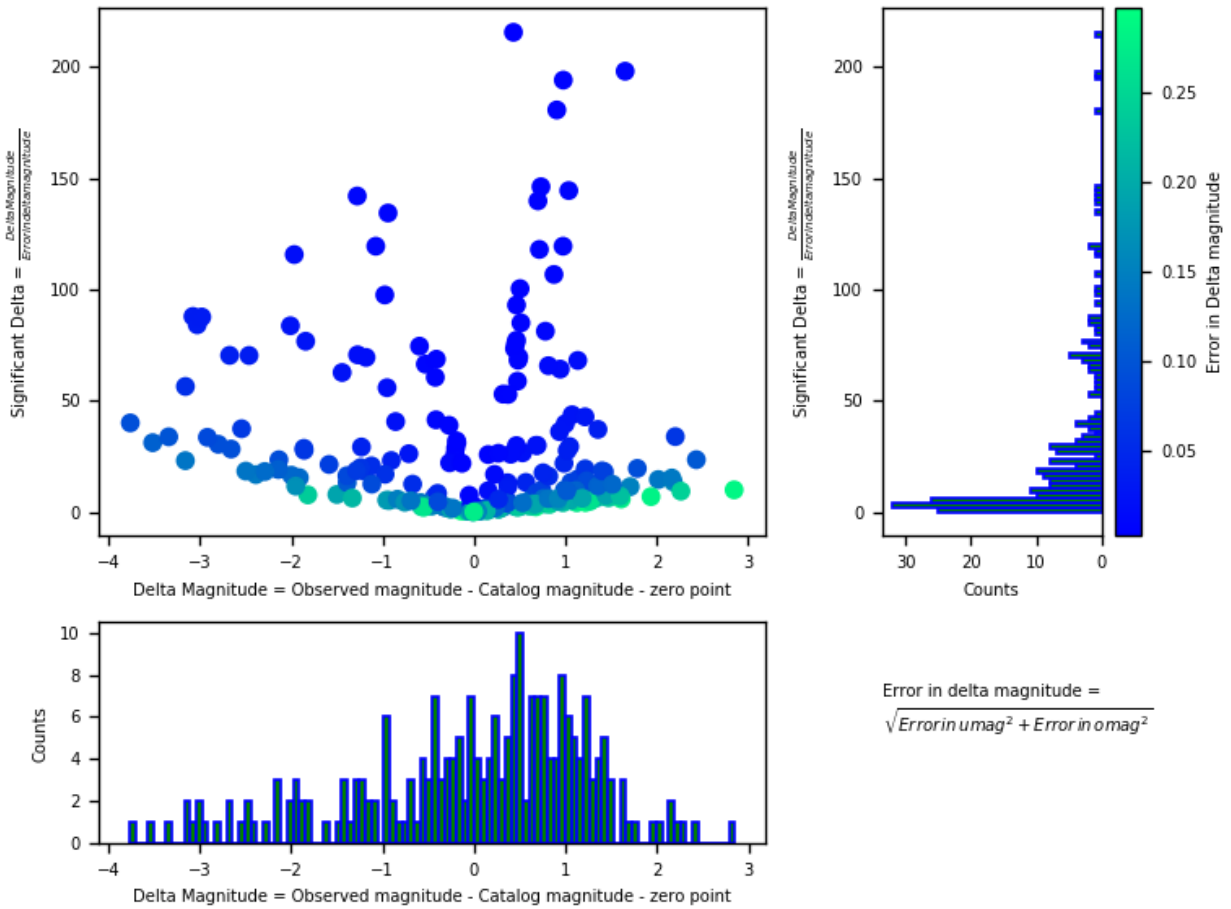 200
150
100
50
0
Significant Delta = DeltaMagnitude / Errorindeltamagnitude
−4 −3 −2 −1 0 1 2 3
Delta Magnitude = Observed magnitude - Catalog magnitude - zero point
200
150
100
50
0
Significant Delta = DeltaMagnitude / Errorindeltamagnitude
30 20 10 0
Counts
0.25
0.20
0.15
0.10
0.05
Error in Delta magnitude
10
8
6
4
2
0
Counts
−4 −3 −2 −1 0 1 2 3
Delta Magnitude = Observed magnitude - Catalog magnitude - zero point
Error in delta magnitude =
√Errorin umag² + Errorin omag²